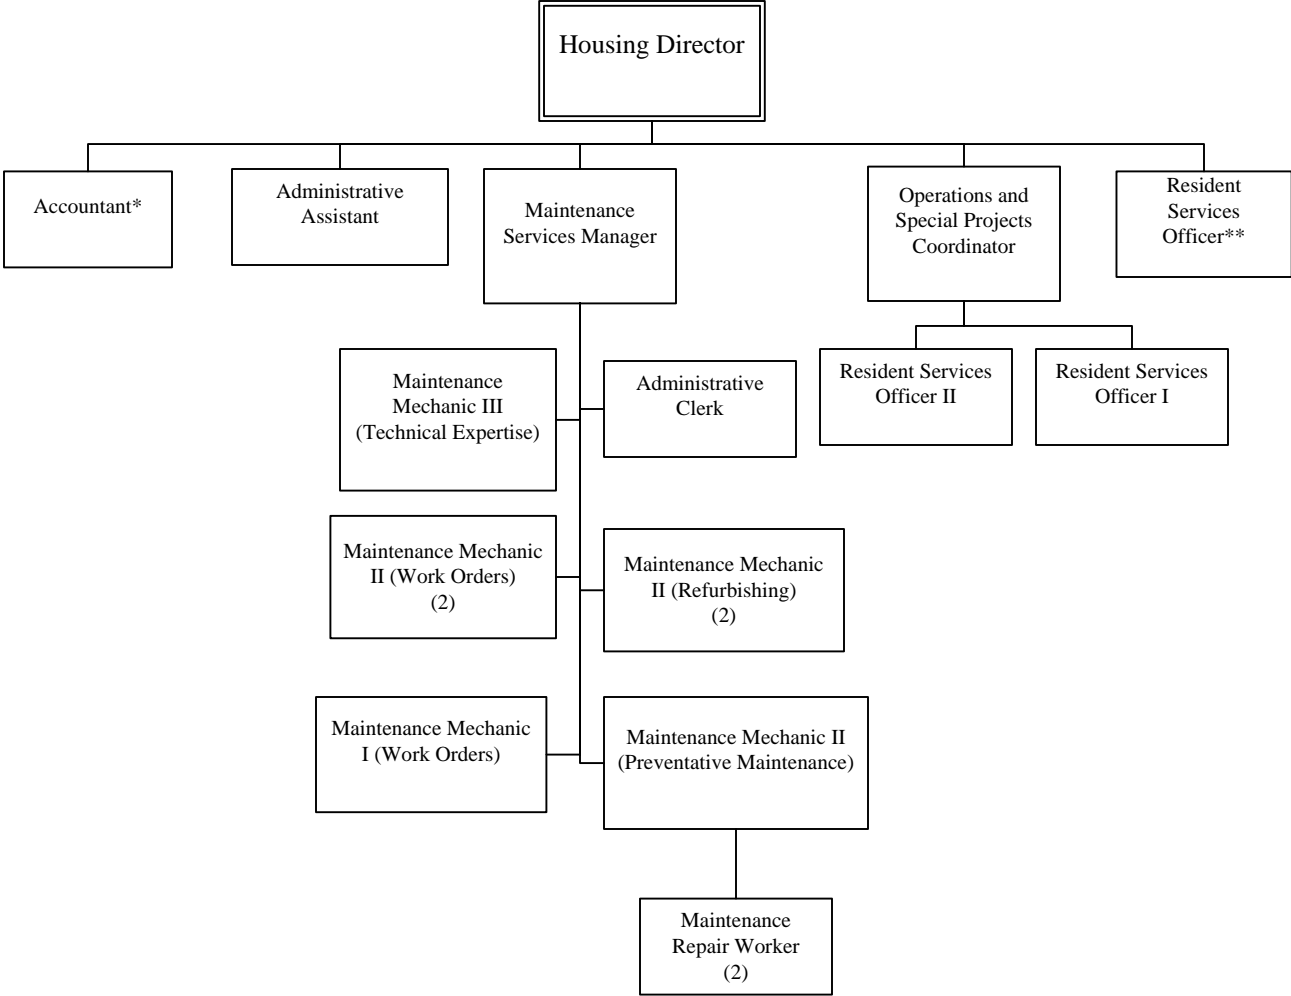 Housing Director
Accountant*
Administrative
Assistant
Maintenance
Services Manager
Operations and
Special Projects
Coordinator
Resident
Services
Officer**
Maintenance
Mechanic III
(Technical Expertise)
Administrative
Clerk
Resident Services
Officer II
Resident Services
Officer I
Maintenance Mechanic
II (Work Orders)
(2)
Maintenance Mechanic
II (Refurbishing)
(2)
Maintenance Mechanic
I (Work Orders)
Maintenance Mechanic II
(Preventative Maintenance)
Maintenance
Repair Worker
(2)